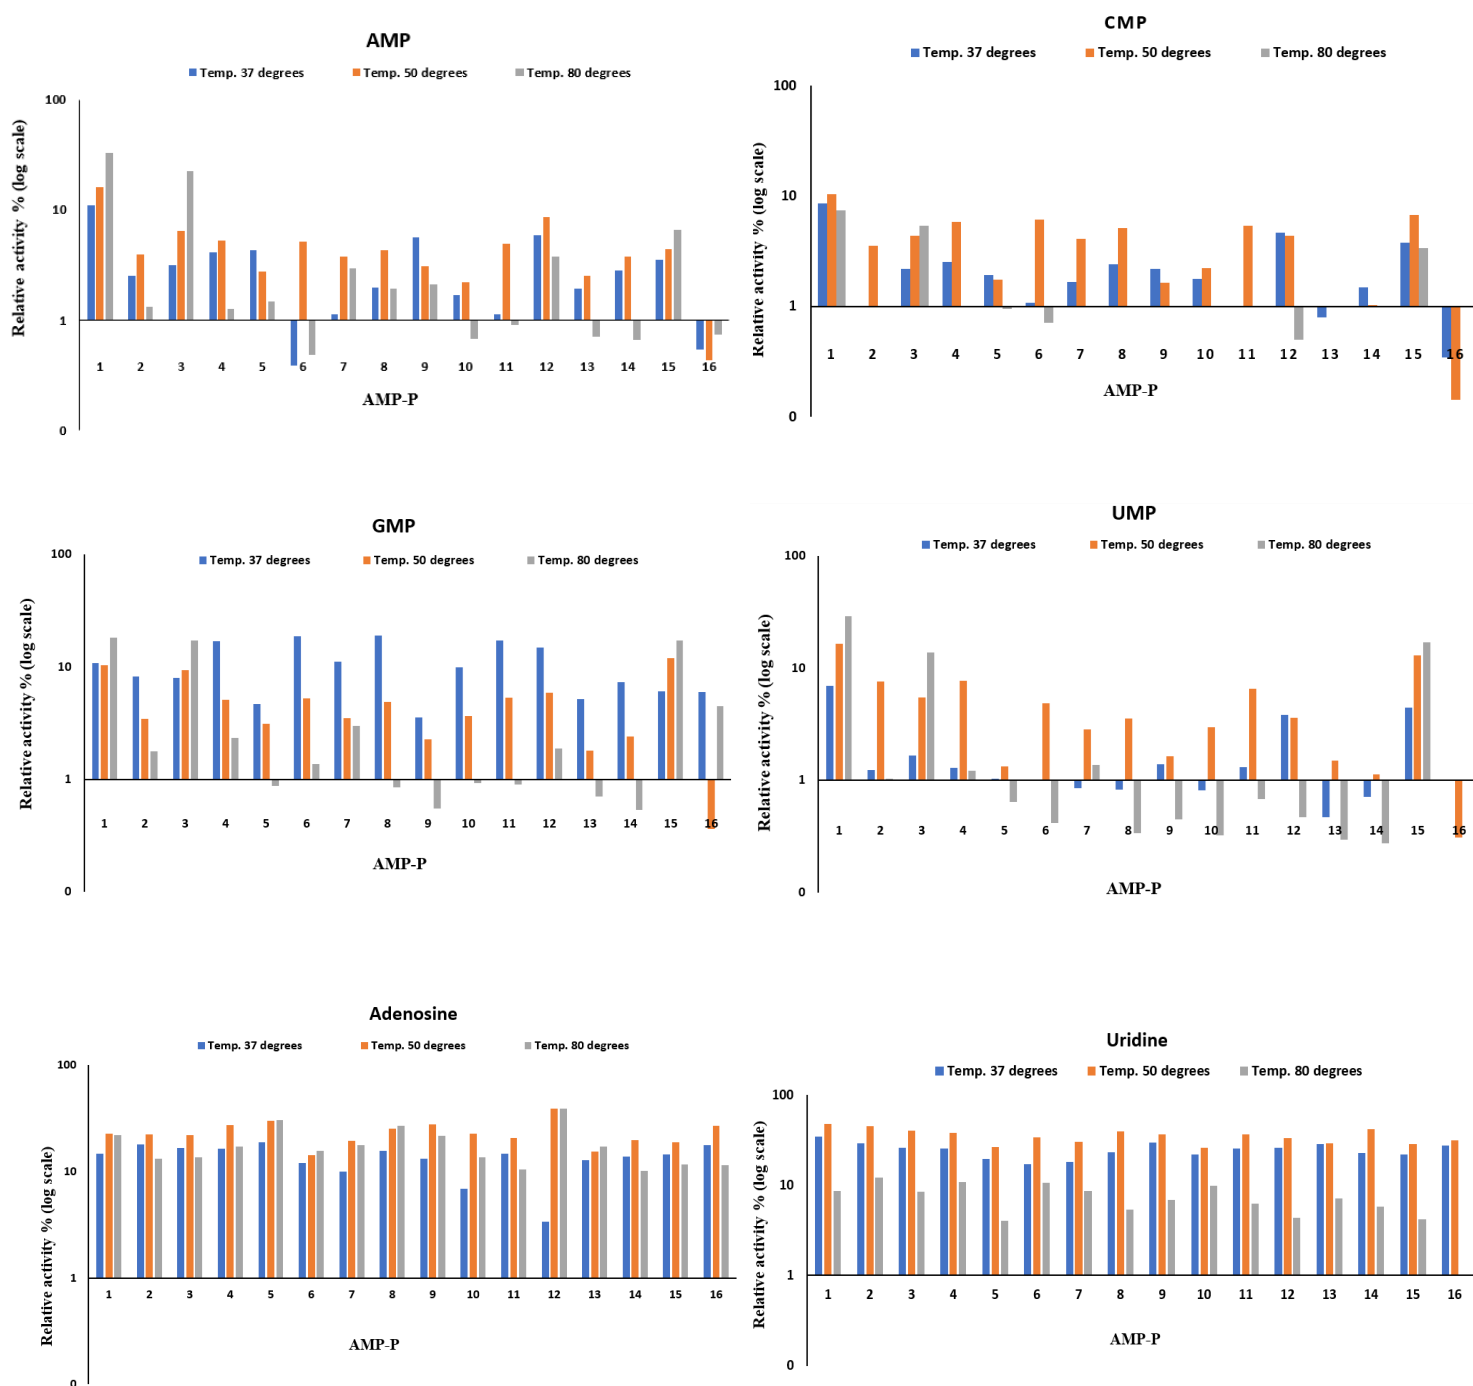 AMP
Temp. 37 degrees Temp. 50 degrees Temp. 80 degrees
Relative activity % (log scale)
100
10
1
0
1 2 3 4 5 6 7 8 9 10 11 12 13 14 15 16
AMP-P
CMP
Temp. 37 degrees Temp. 50 degrees Temp. 80 degrees
Relative activity % (log scale)
100
10
1
0
1 2 3 4 5 6 7 8 9 10 11 12 13 14 15 16
AMP-P
GMP
Temp. 37 degrees Temp. 50 degrees Temp. 80 degrees
Relative activity % (log scale)
100
10
1
0
1 2 3 4 5 6 7 8 9 10 11 12 13 14 15 16
AMP-P
UMP
Temp. 37 degrees Temp. 50 degrees Temp. 80 degrees
Relative activity % (log scale)
100
10
1
0
1 2 3 4 5 6 7 8 9 10 11 12 13 14 15 16
AMP-P
Adenosine
Temp. 37 degrees Temp. 50 degrees Temp. 80 degrees
Relative activity % (log scale)
100
10
1
0
1 2 3 4 5 6 7 8 9 10 11 12 13 14 15 16
AMP-P
Uridine
Temp. 37 degrees Temp. 50 degrees Temp. 80 degrees
Relative activity % (log scale)
100
10
1
0
1 2 3 4 5 6 7 8 9 10 11 12 13 14 15 16
AMP-P